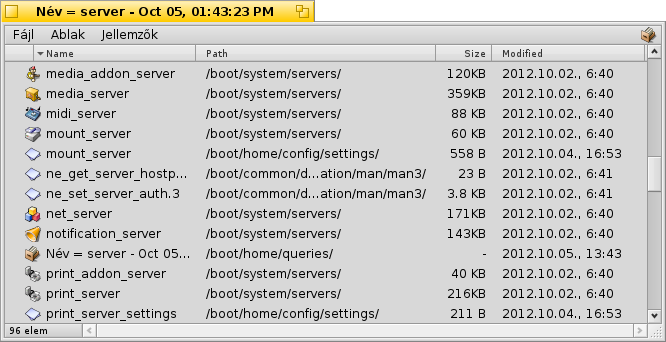 Név = server - Oct 05, 01:43:23 PM
Fájl Ablak Jellemzők
Name Path Size Modified
media_addon_server /boot/system/servers/ 120KB 2012.10.02., 6:40
media_server /boot/system/servers/ 359KB 2012.10.02., 6:40
midi_server /boot/system/servers/ 88 KB 2012.10.02., 6:40
mount_server /boot/system/servers/ 60 KB 2012.10.02., 6:40
mount_server /boot/home/config/settings/ 558 B 2012.10.04., 16:53
ne_get_server_hostp... /boot/common/d...ation/man/man3/ 23 B 2012.10.02., 6:41
ne_set_server_auth.3 /boot/common/d...ation/man/man3/ 3.8 KB 2012.10.02., 6:41
net_server /boot/system/servers/ 171KB 2012.10.02., 6:40
notification_server /boot/system/servers/ 143KB 2012.10.02., 6:40
Név = server - Oct 05... /boot/home/queries/ - 2012.10.05., 13:43
print_addon_server /boot/system/servers/ 40 KB 2012.10.02., 6:40
print_server /boot/system/servers/ 216KB 2012.10.02., 6:40
print_server_settings /boot/home/config/settings/ 211 B 2012.10.04., 16:53
96 elem